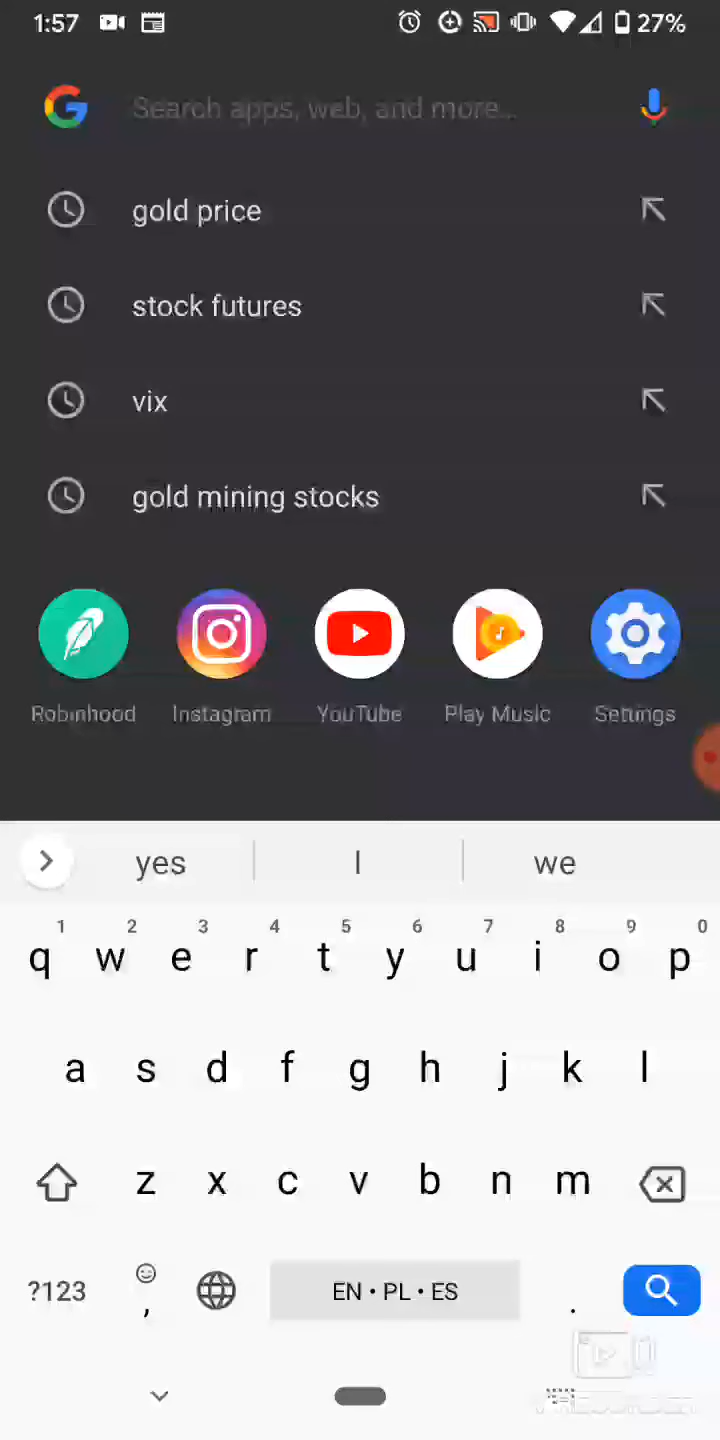 1:57 27%
Search apps, web, and more...
gold price
stock futures
vix
gold mining stocks
Robinhood Instagram YouTube Play Music Settings
yes I we
1 2 3 4 5 6 7 8 9 0
q w e r t y u i o p
a s d f g h j k l
z x c v b n m
?123 , EN • PL • ES .